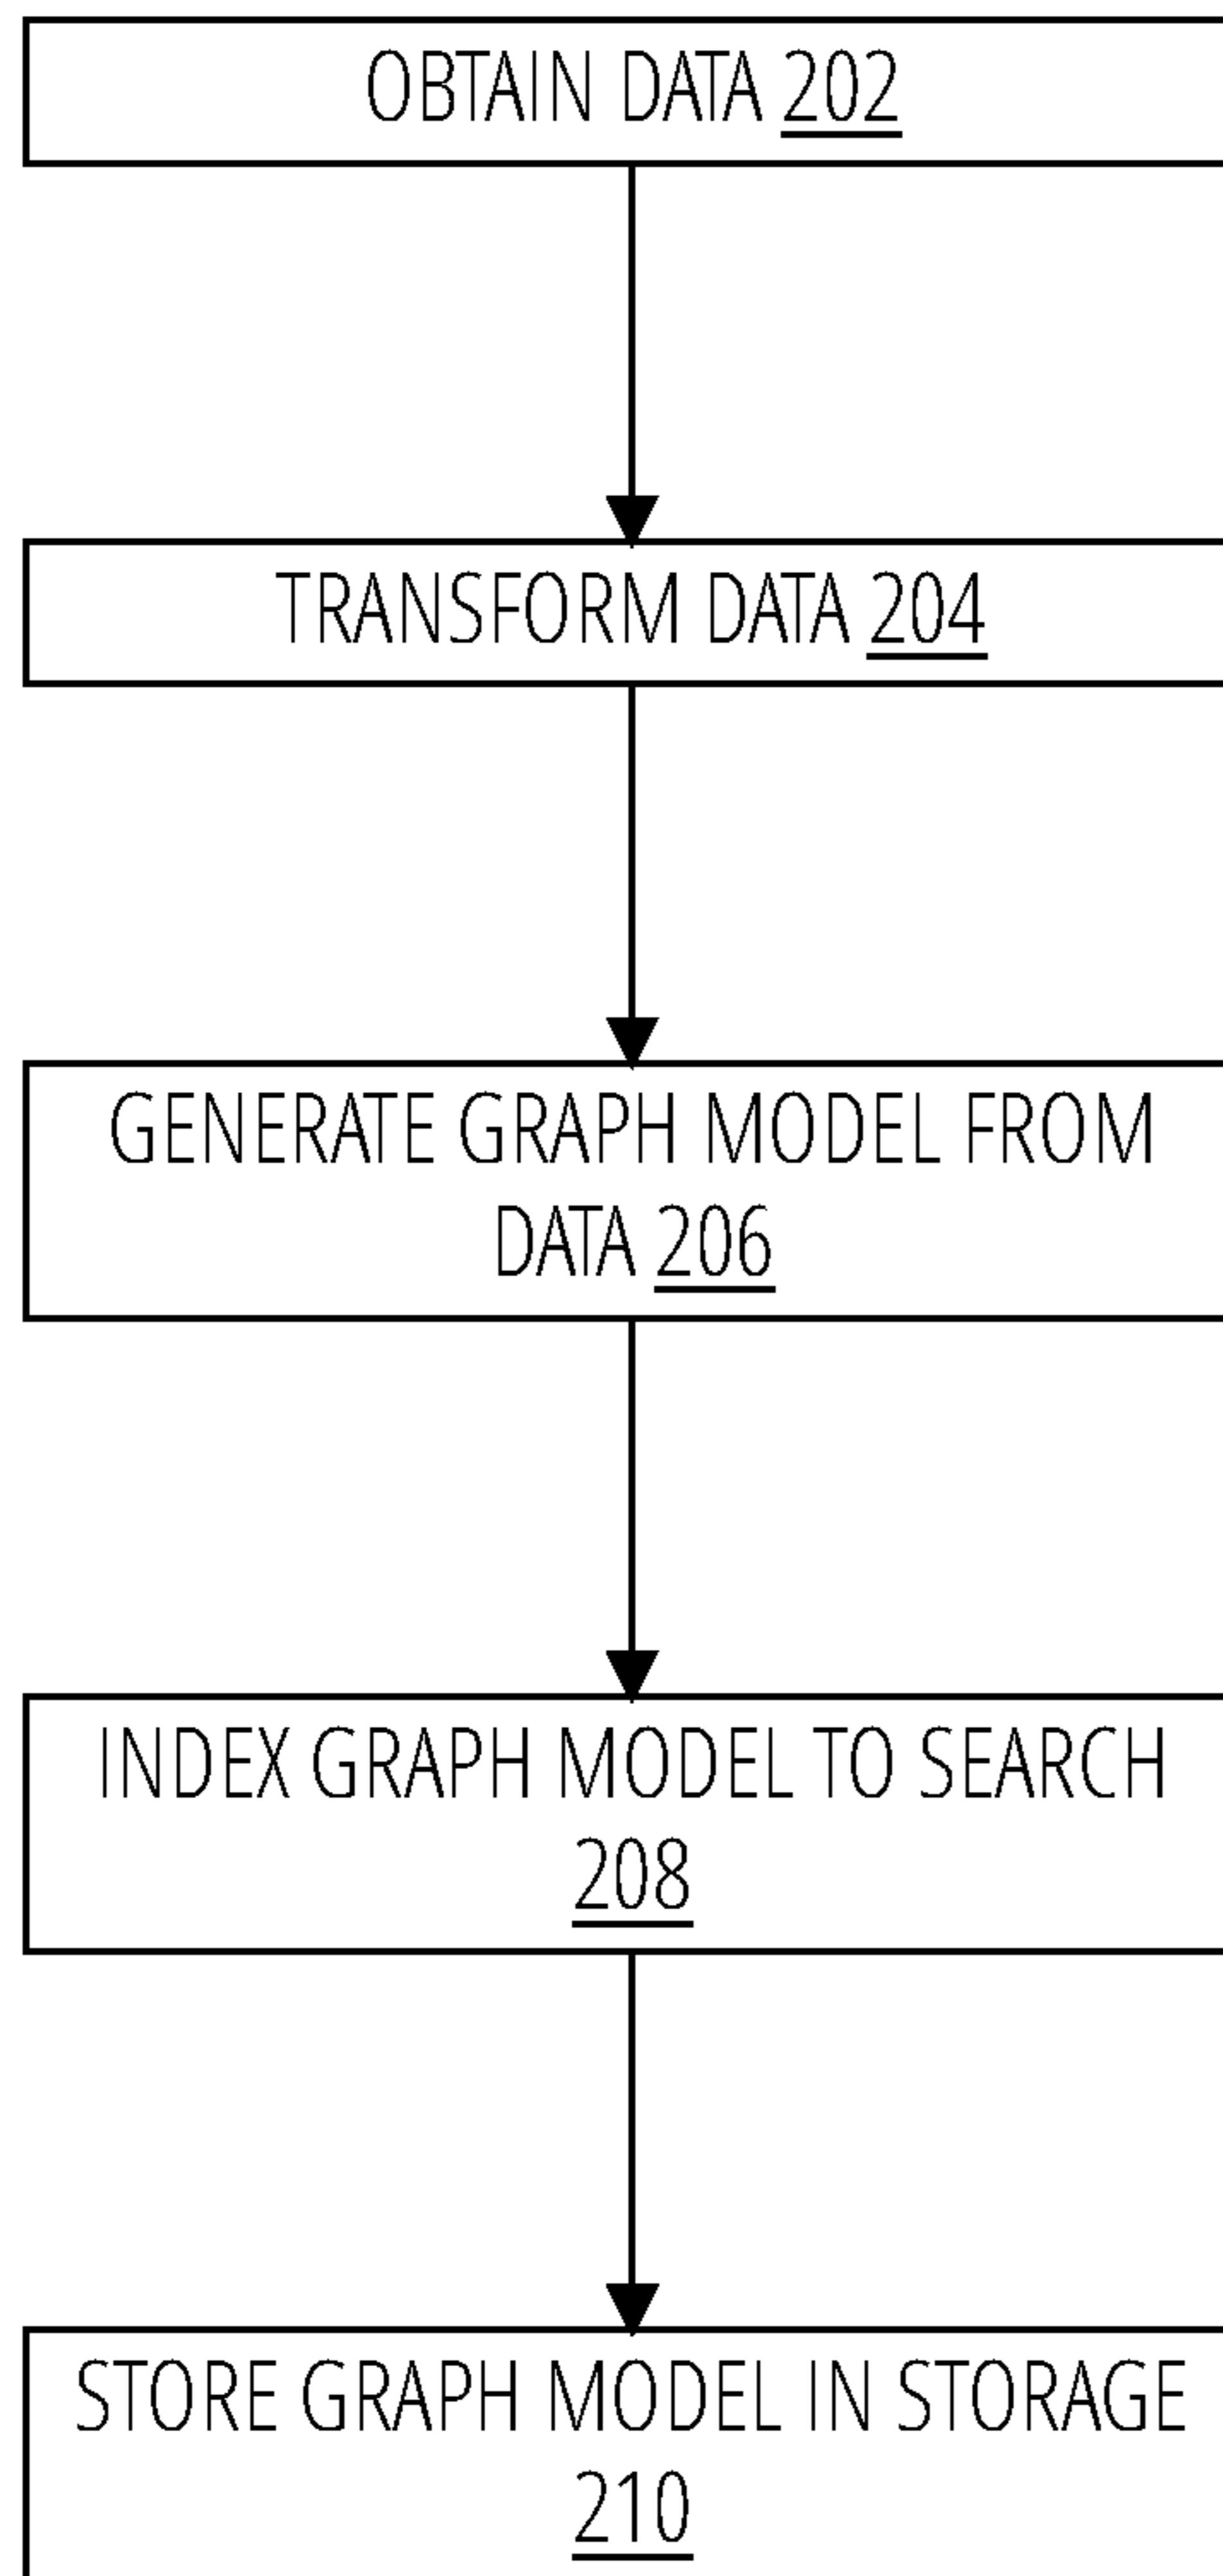 OBTAIN DATA 202
TRANSFORM DATA 204
GENERATE GRAPH MODEL FROM
DATA 206
INDEX GRAPH MODEL TO SEARCH
208
STORE GRAPH MODEL IN STORAGE
210